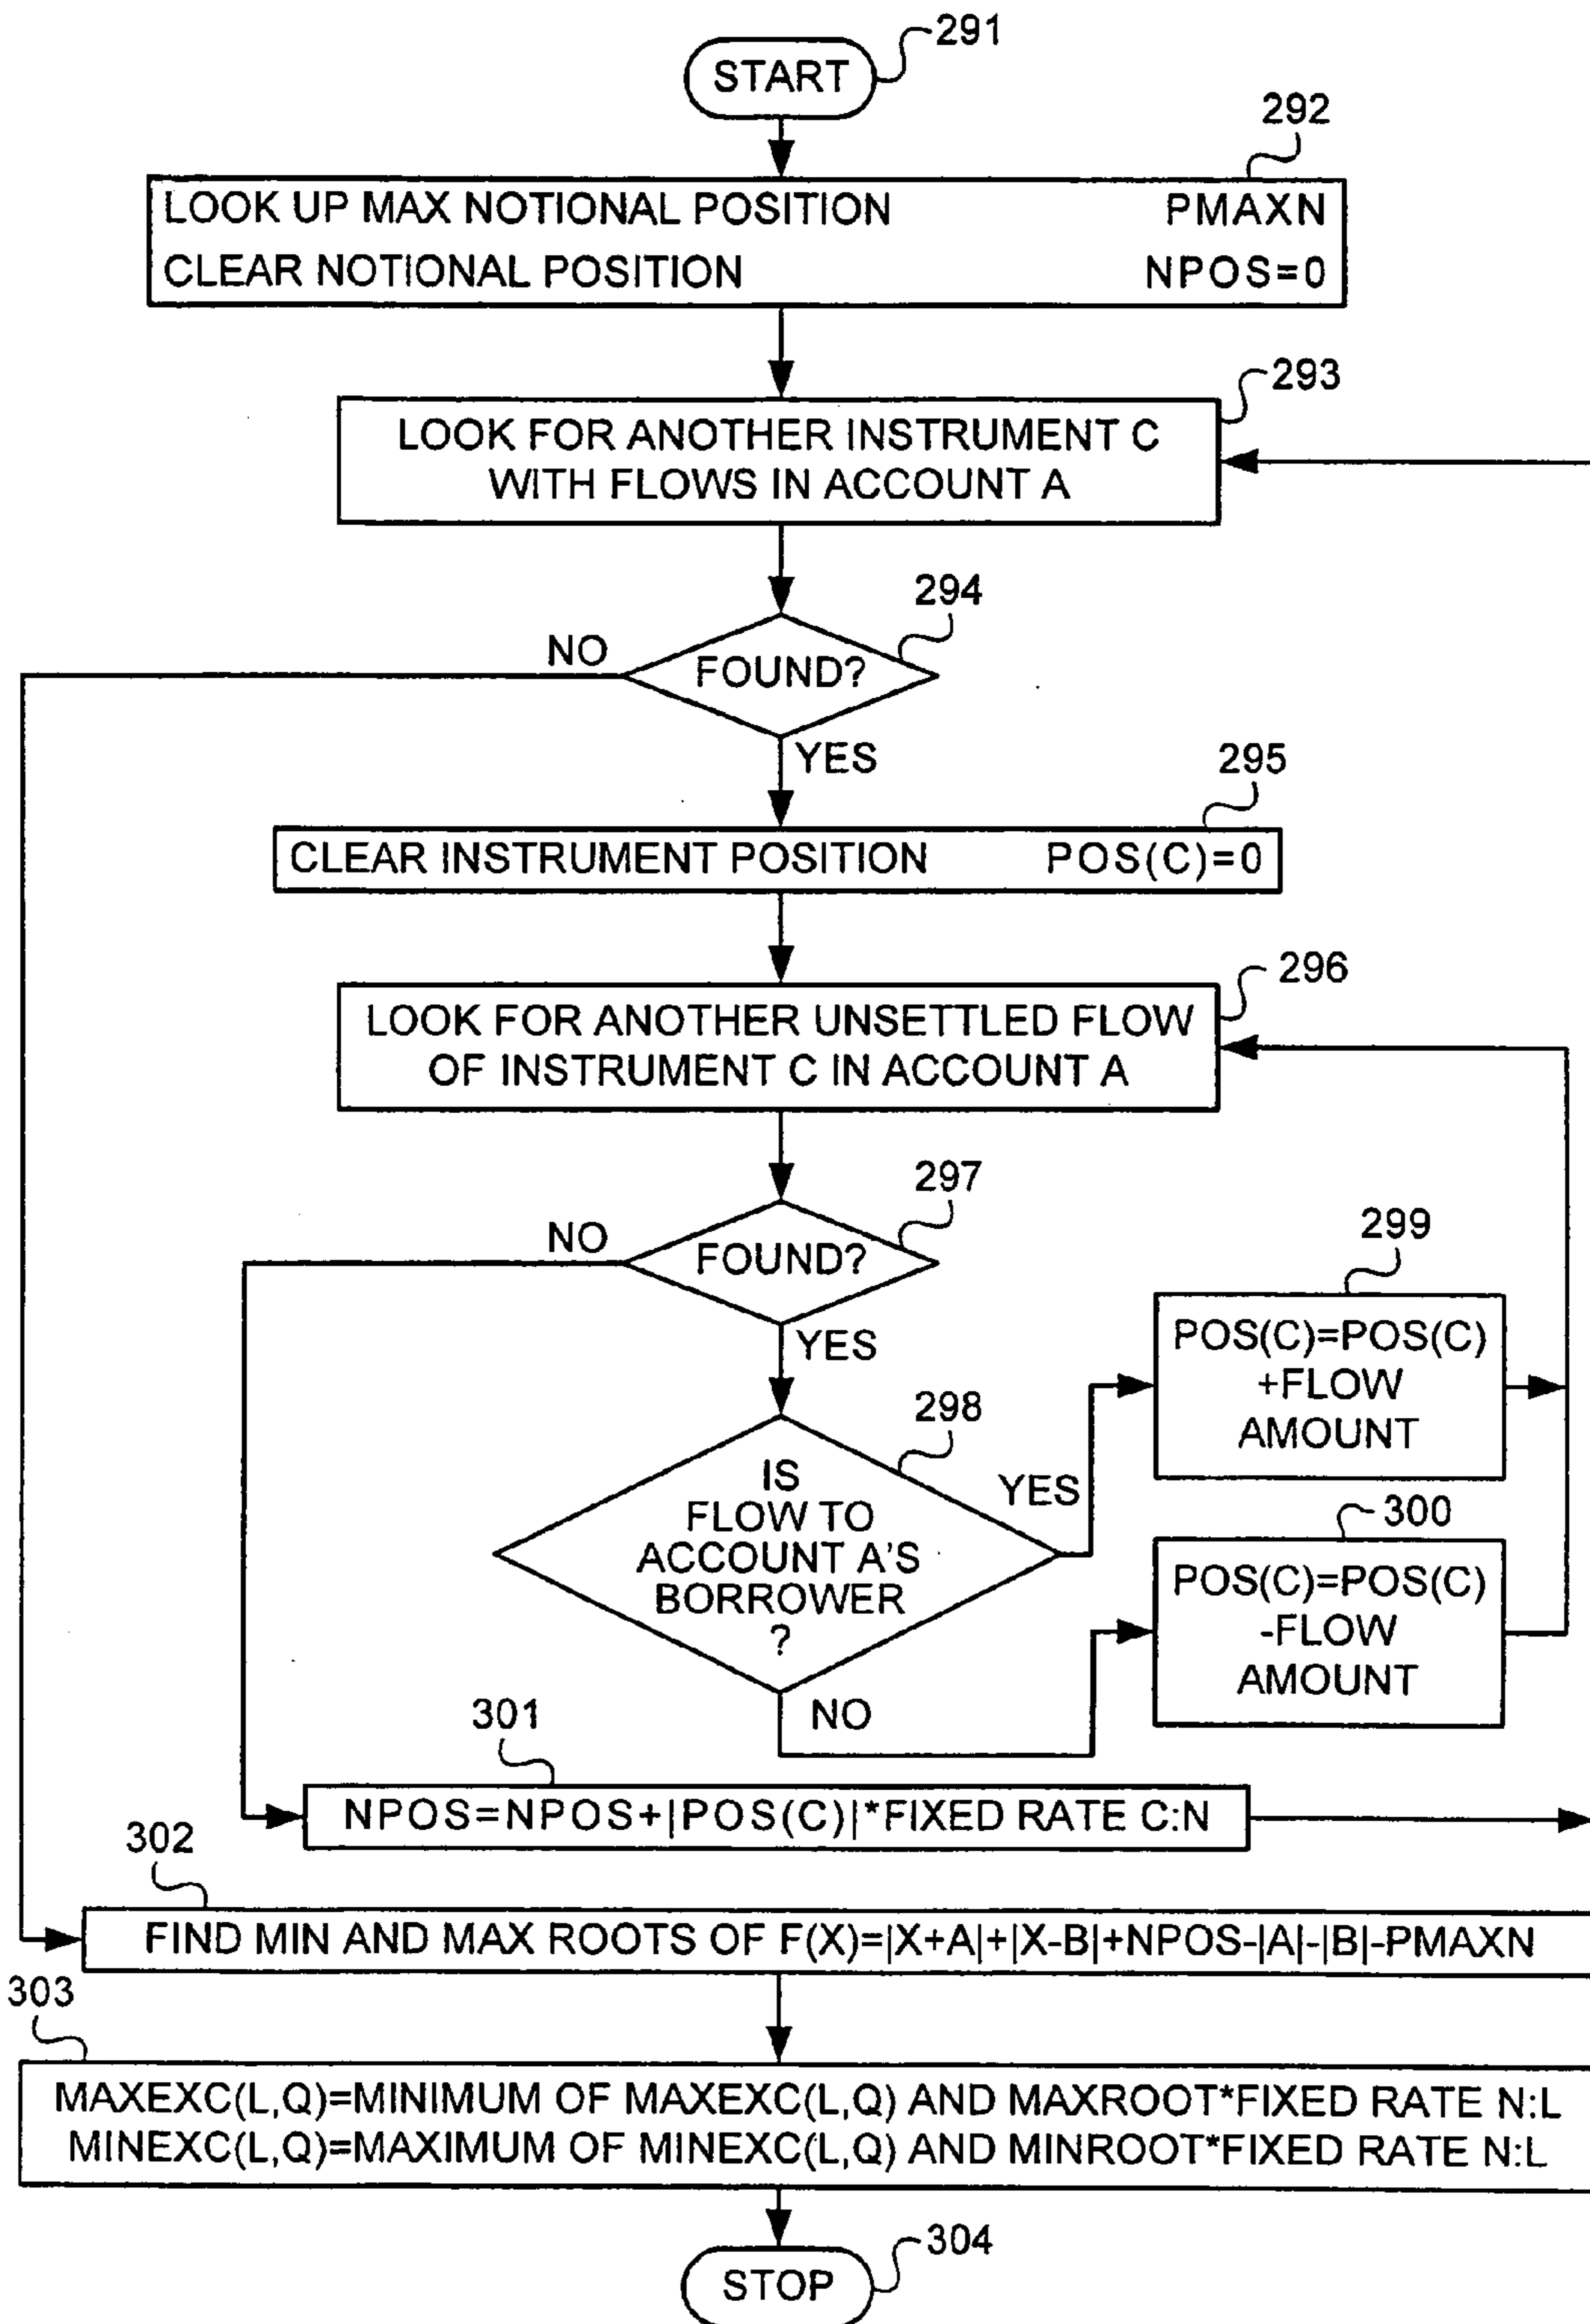 291
START
292
LOOK UP MAX NOTIONAL POSITION PMAXN
CLEAR NOTIONAL POSITION NPOS=0
293
LOOK FOR ANOTHER INSTRUMENT C
WITH FLOWS IN ACCOUNT A
294
NO
FOUND?
YES
295
CLEAR INSTRUMENT POSITION POS(C)=0
296
LOOK FOR ANOTHER UNSETTLED FLOW
OF INSTRUMENT C IN ACCOUNT A
297
NO
FOUND?
YES
298
IS
FLOW TO
ACCOUNT A'S
BORROWER
?
YES
299
POS(C)=POS(C)
+FLOW
AMOUNT
300
POS(C)=POS(C)
-FLOW
AMOUNT
NO
301
NPOS=NPOS+|POS(C)|*FIXED RATE C:N
302
FIND MIN AND MAX ROOTS OF F(X)=|X+A|+|X-B|+NPOS-|A|-|B|-PMAXN
303
MAXEXC(L,Q)=MINIMUM OF MAXEXC(L,Q) AND MAXROOT*FIXED RATE N:L
MINEXC(L,Q)=MAXIMUM OF MINEXC(L,Q) AND MINROOT*FIXED RATE N:L
304
STOP